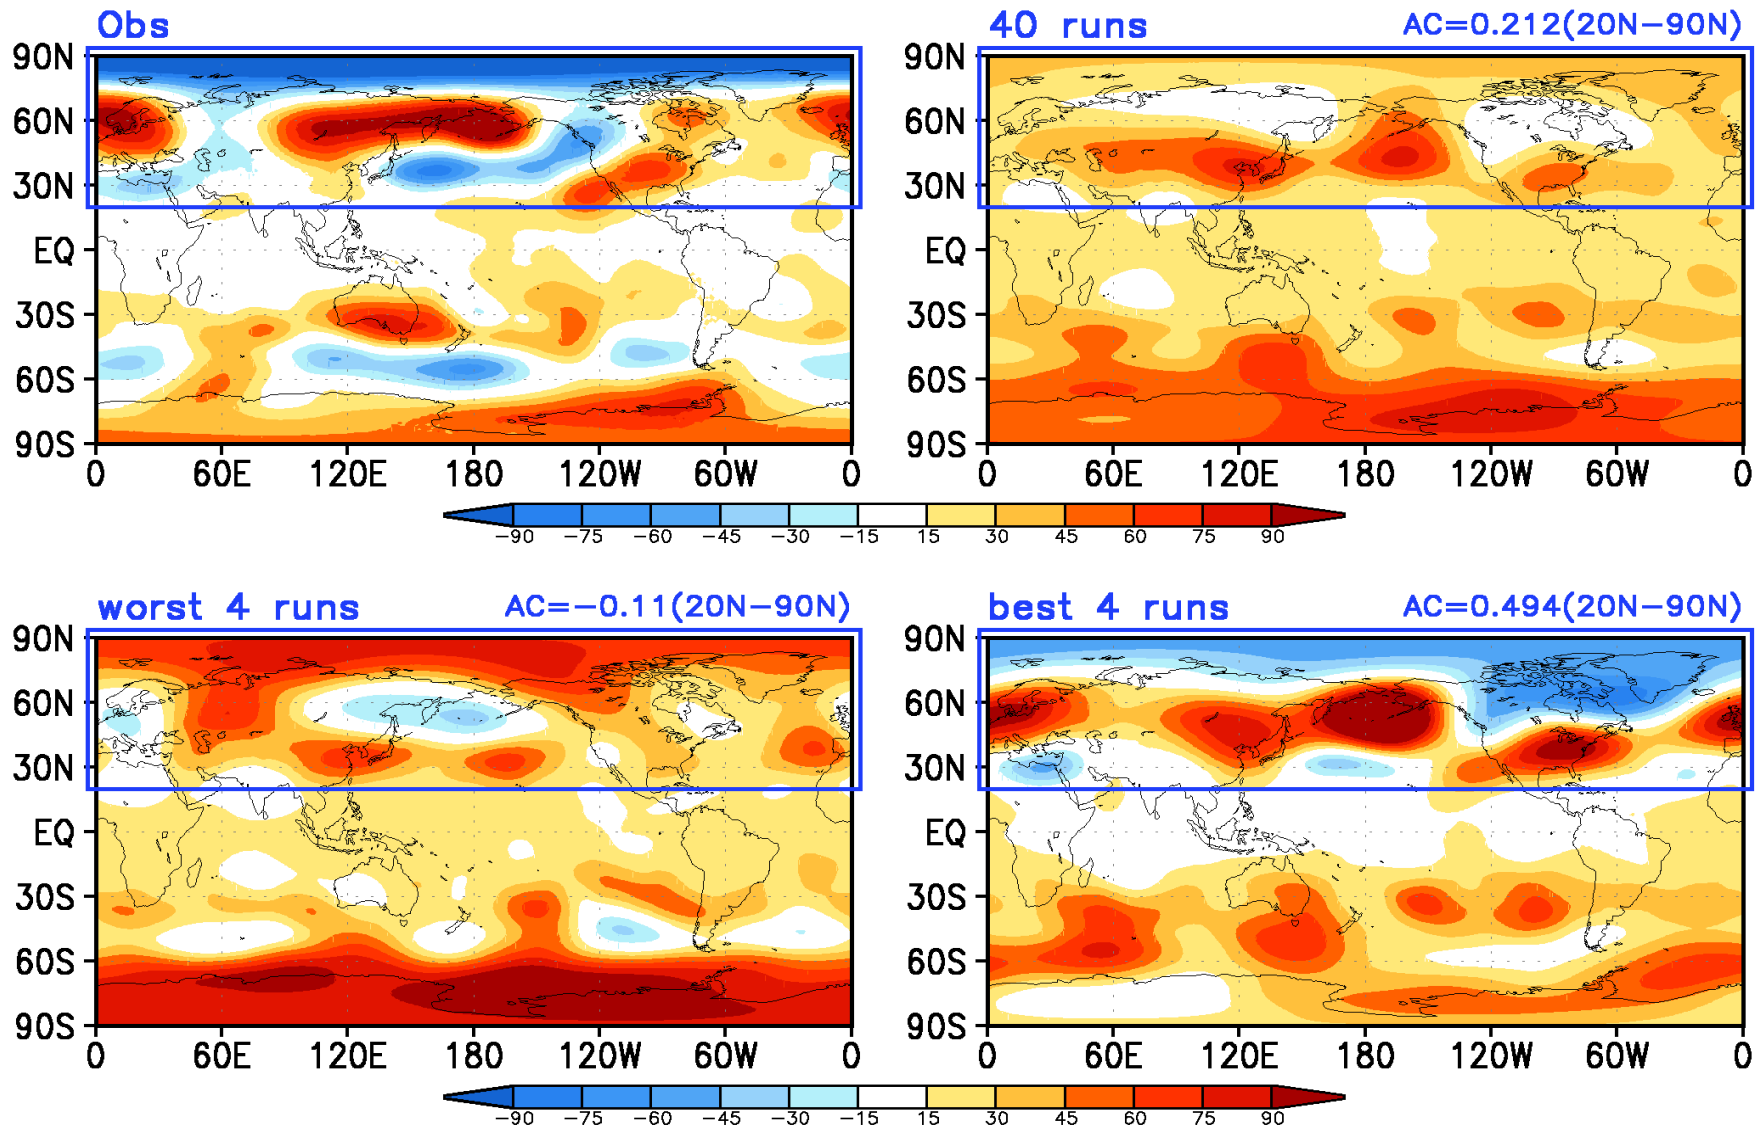 Obs
40 runs AC=0.212(20N-90N)
90N
60N
30N
EQ
30S
60S
90S
0 60E 120E 180 120W 60W 0
90N
60N
30N
EQ
30S
60S
90S
0 60E 120E 180 120W 60W 0
-90 -75 -60 -45 -30 -15 15 30 45 60 75 90
worst 4 runs AC=-0.11(20N-90N)
best 4 runs AC=0.494(20N-90N)
90N
60N
30N
EQ
30S
60S
90S
0 60E 120E 180 120W 60W 0
90N
60N
30N
EQ
30S
60S
90S
0 60E 120E 180 120W 60W 0
-90 -75 -60 -45 -30 -15 15 30 45 60 75 90